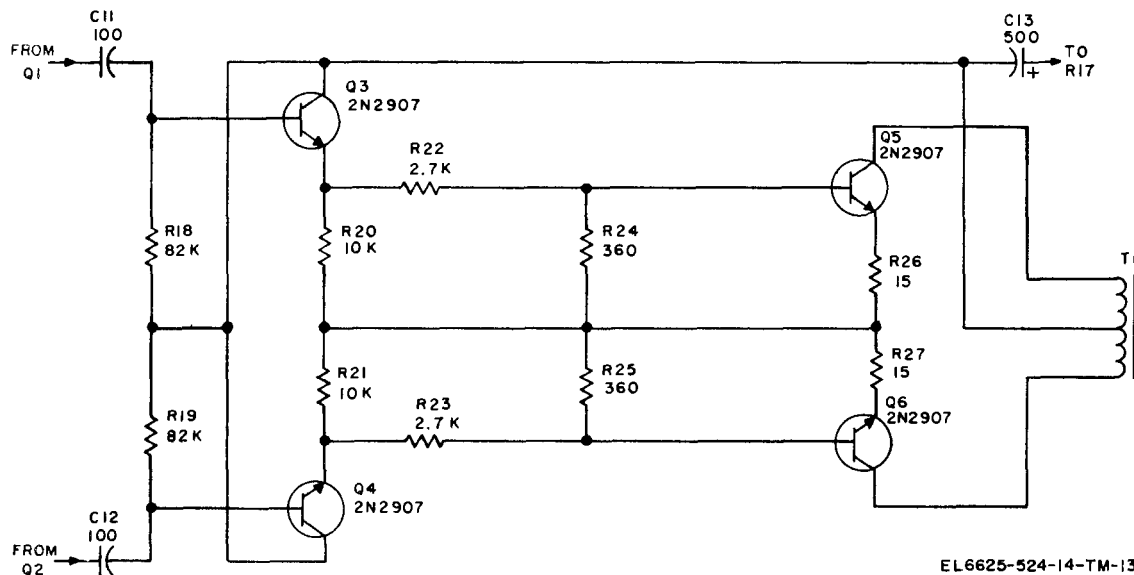 C11
100
FROM
Q1
C13
500
+
TO
R17
Q3
2N2907
R22
2.7K
Q5
2N2907
R18
82K
R20
10K
R24
360
R26
15
R21
10K
R25
360
R27
15
R19
82K
R23
2.7K
Q6
2N2907
Q4
2N2907
C12
100
FROM
Q2
EL6625-524-14-TM-13